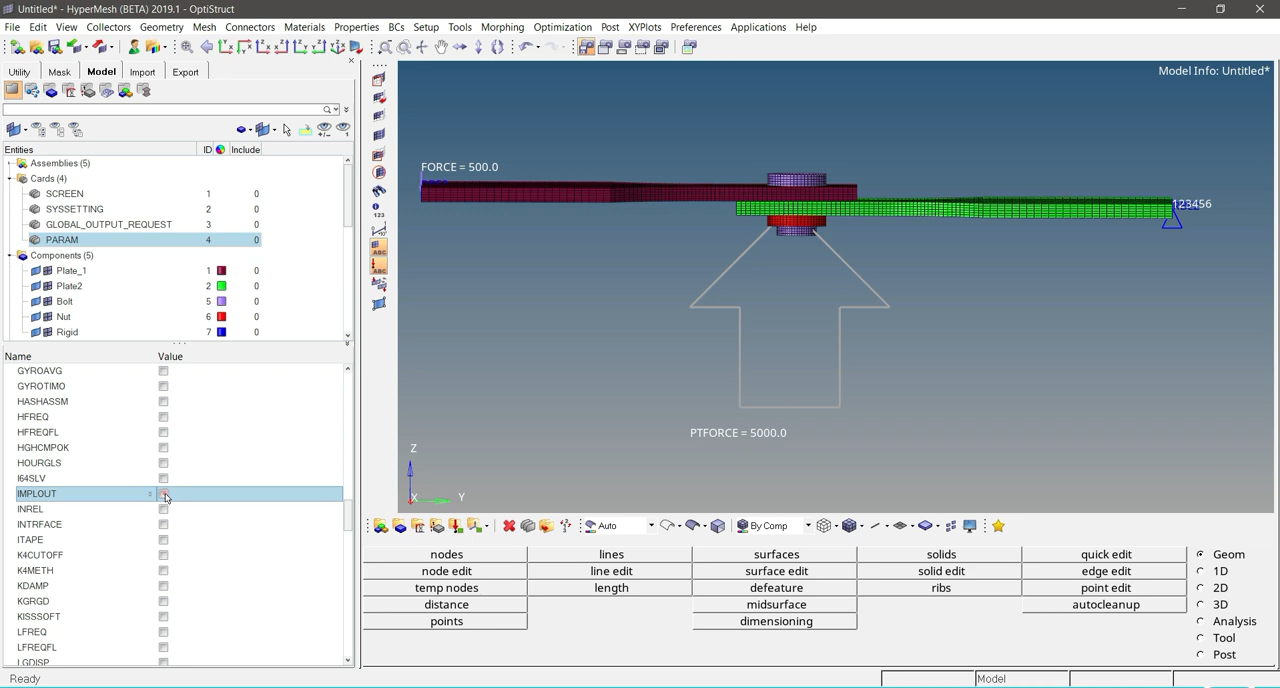 Untitled* - HyperMesh (BETA) 2019.1 - OptiStruct
File Edit View Collectors Geometry Mesh Connectors Materials Properties BCs Setup Tools Morphing Optimization Post XYPlots Preferences Applications Help
Utility Mask Model Import Export
Model Info: Untitled*
Entities ID Include
Assemblies (5)
Cards (4)
SCREEN 1 0
SYSSETTING 2 0
GLOBAL_OUTPUT_REQUEST 3 0
PARAM 4 0
Components (5)
Plate_1 1 0
Plate2 2 0
Bolt 5 0
Nut 6 0
Rigid 7 0
Name Value
GYROAVG
GYROTIMO
HASHASSM
HFREQ
HFREQFL
HGHCMPOK
HOURGLS
I64SLV
IMPLOUT
INREL
INTRFACE
ITAPE
K4CUTOFF
K4METH
KDAMP
KGRGD
KISSSOFT
LFREQ
LFREQFL
LGDISP
123
ABC
ABC
FORCE = 500.0
123456
PTFORCE = 5000.0
Z
X Y
Auto By Comp
nodes lines surfaces solids quick edit Geom
node edit line edit surface edit solid edit edge edit 1D
temp nodes length defeature ribs point edit 2D
distance midsurface autocleanup 3D
points dimensioning Analysis
Tool
Post
Ready Model